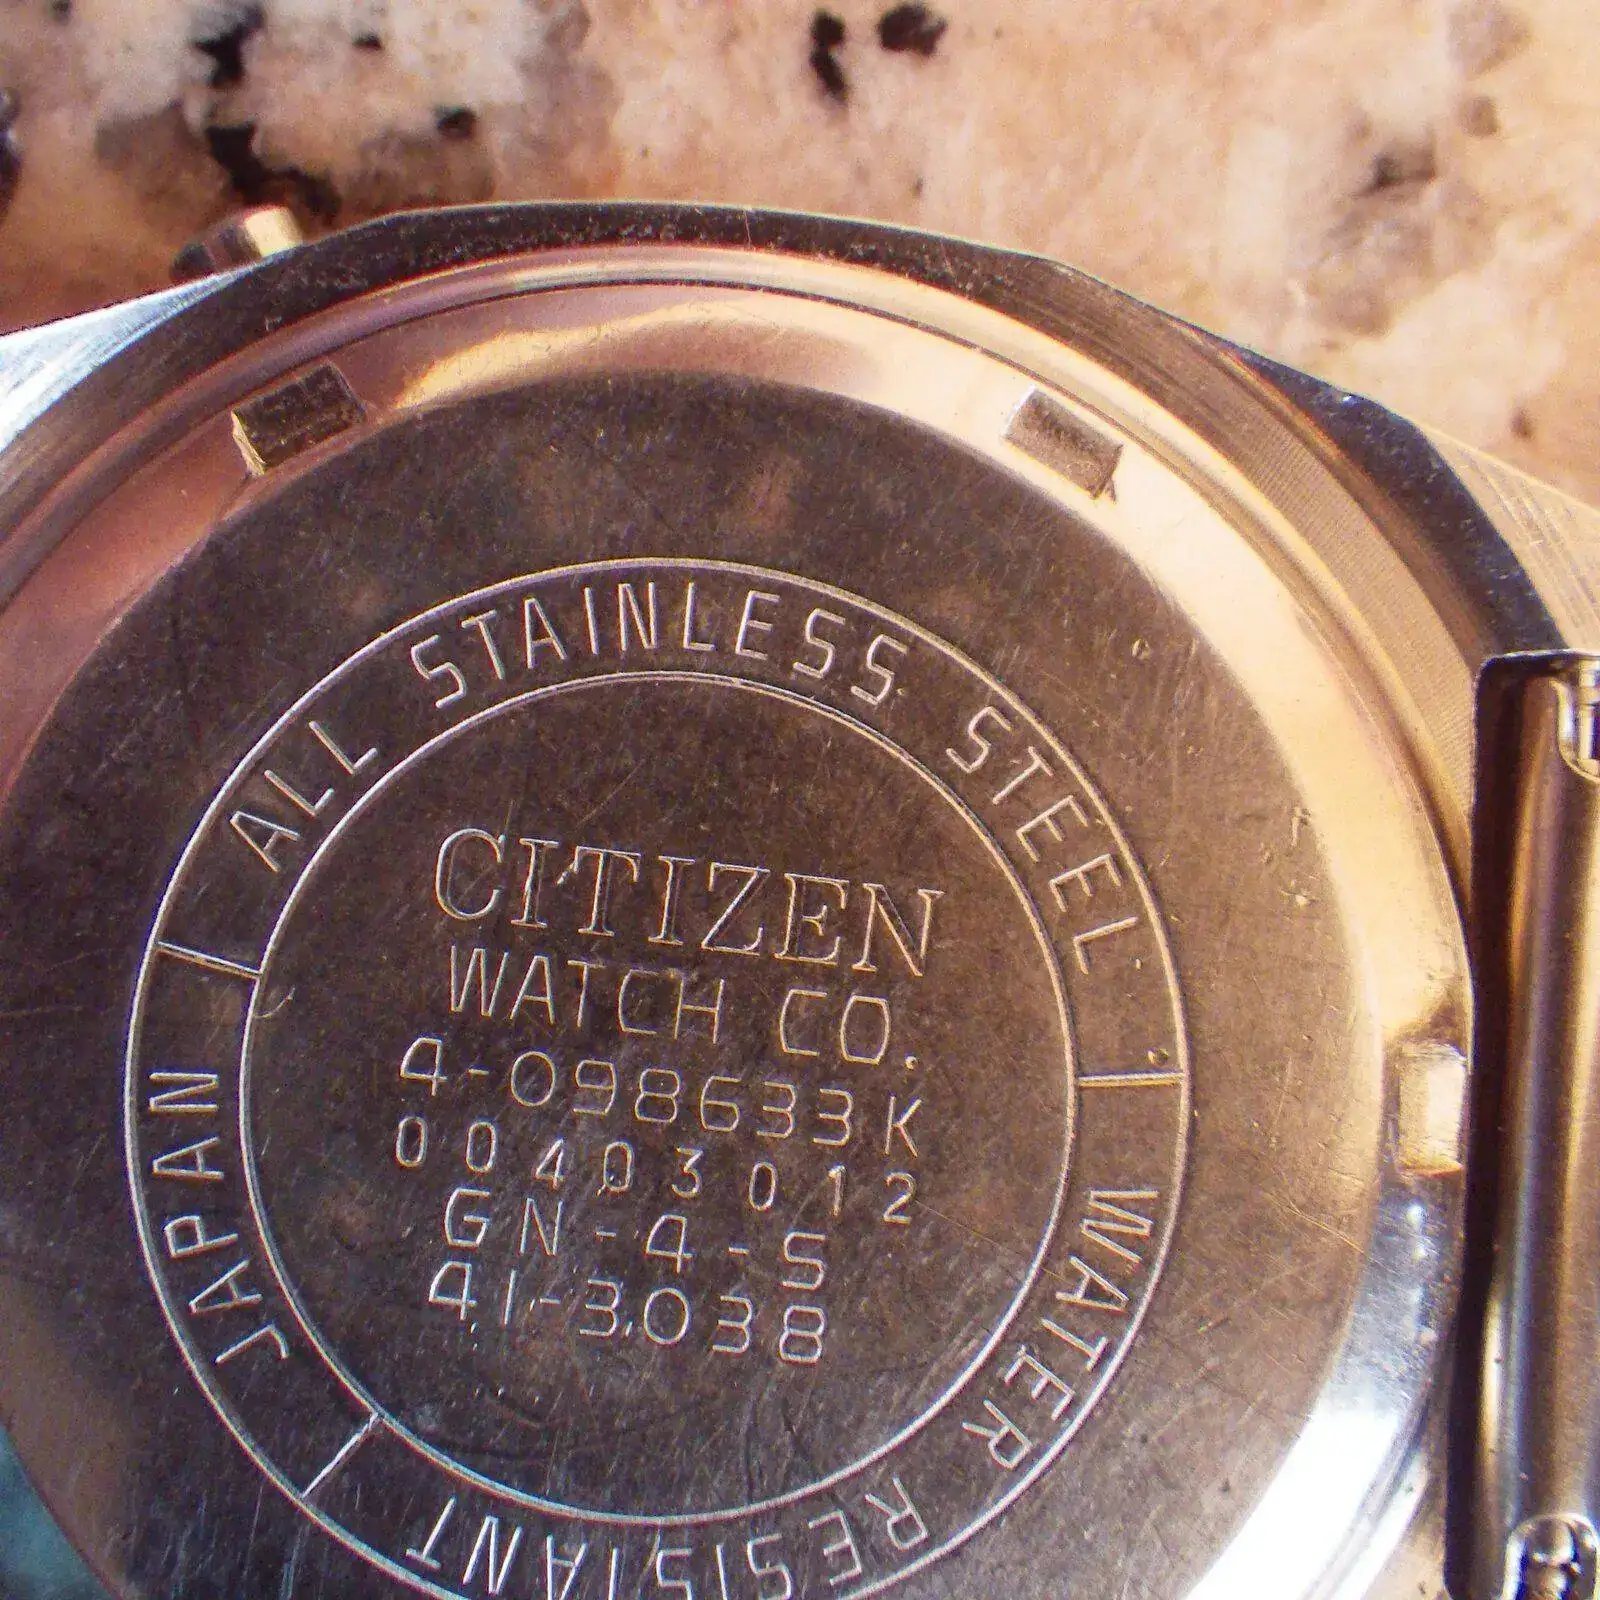 ALL STAINLESS STEEL
WATER RESISTANT
JAPAN
CITIZEN
WATCH CO.
4-098633K
00403012
GN-4-S
41-3038